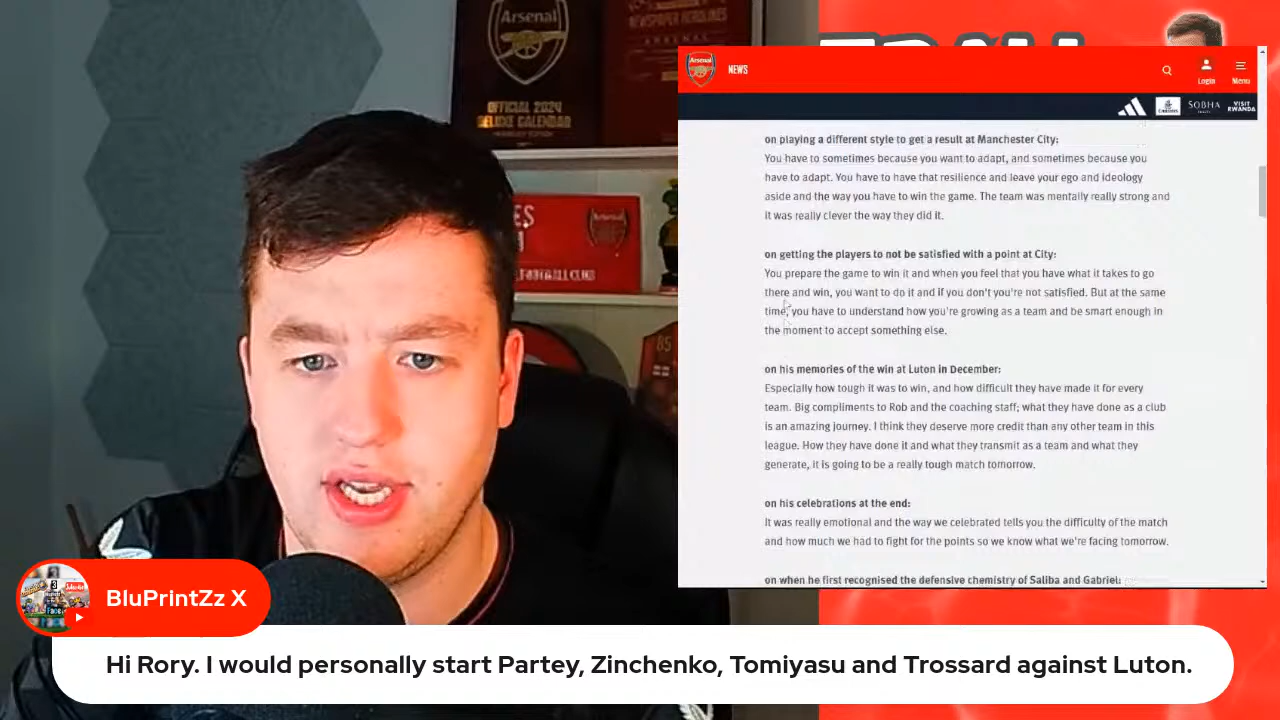 Arsenal
OFFICIAL 2024
DELUXE CALENDAR
NEWSPAPER HEADLINES
ARSENAL
Arsenal
FOOTBALL CLUB
85
Arsenal
NEWS
Login
Menu
SOBHA
VISIT
RWANDA
on playing a different style to get a result at Manchester City:
You have to sometimes because you want to adapt, and sometimes because you
have to adapt. You have to have that resilience and leave your ego and ideology
aside and the way you have to win the game. The team was mentally really strong and
it was really clever the way they did it.
on getting the players to not be satisfied with a point at City:
You prepare the game to win it and when you feel that you have what it takes to go
there and win, you want to do it and if you don't you're not satisfied. But at the same
time, you have to understand how you're growing as a team and be smart enough in
the moment to accept something else.
on his memories of the win at Luton in December:
Especially how tough it was to win, and how difficult they have made it for every
team. Big compliments to Rob and the coaching staff; what they have done as a club
is an amazing journey. I think they deserve more credit than any other team in this
league. How they have done it and what they transmit as a team and what they
generate, it is going to be a really tough match tomorrow.
on his celebrations at the end:
It was really emotional and the way we celebrated tells you the difficulty of the match
and how much we had to fight for the points so we know what we're facing tomorrow.
on when he first recognised the defensive chemistry of Saliba and Gabriel:
BluPrintZz X
Hi Rory. I would personally start Partey, Zinchenko, Tomiyasu and Trossard against Luton.